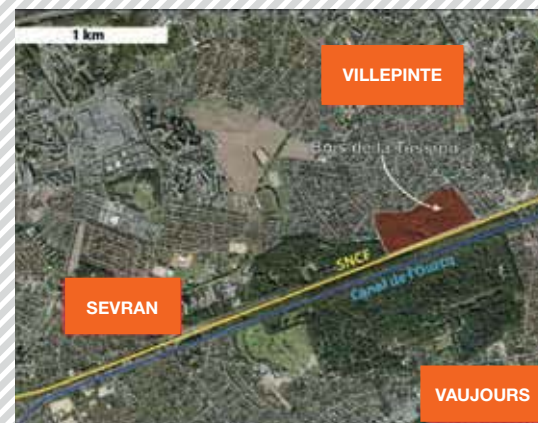 1 km
VILLEPINTE
Bois de la Tussion
SNCF
Canal de l'Ourcq
SEVRAN
VAUJOURS